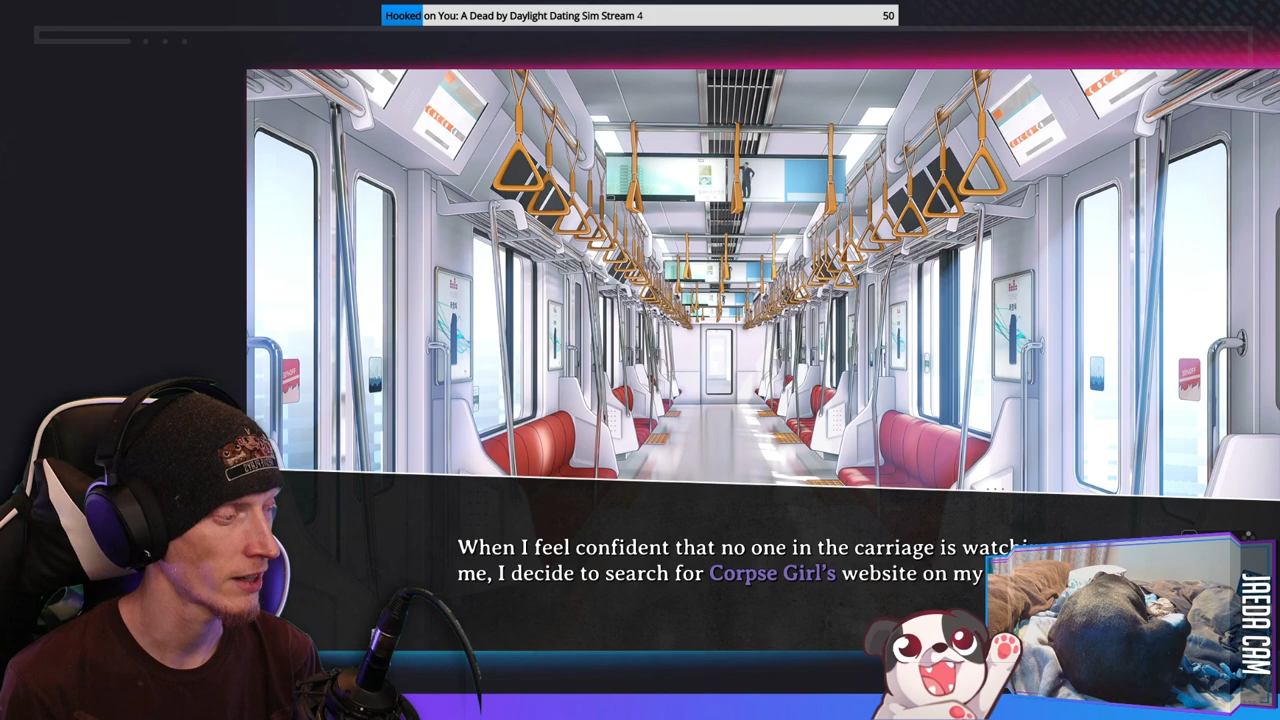 Hooked on You: A Dead by Daylight Dating Sim Stream 4
50
When I feel confident that no one in the carriage is watchi
me, I decide to search for Corpse Girl's website on my
JAEDA CAM